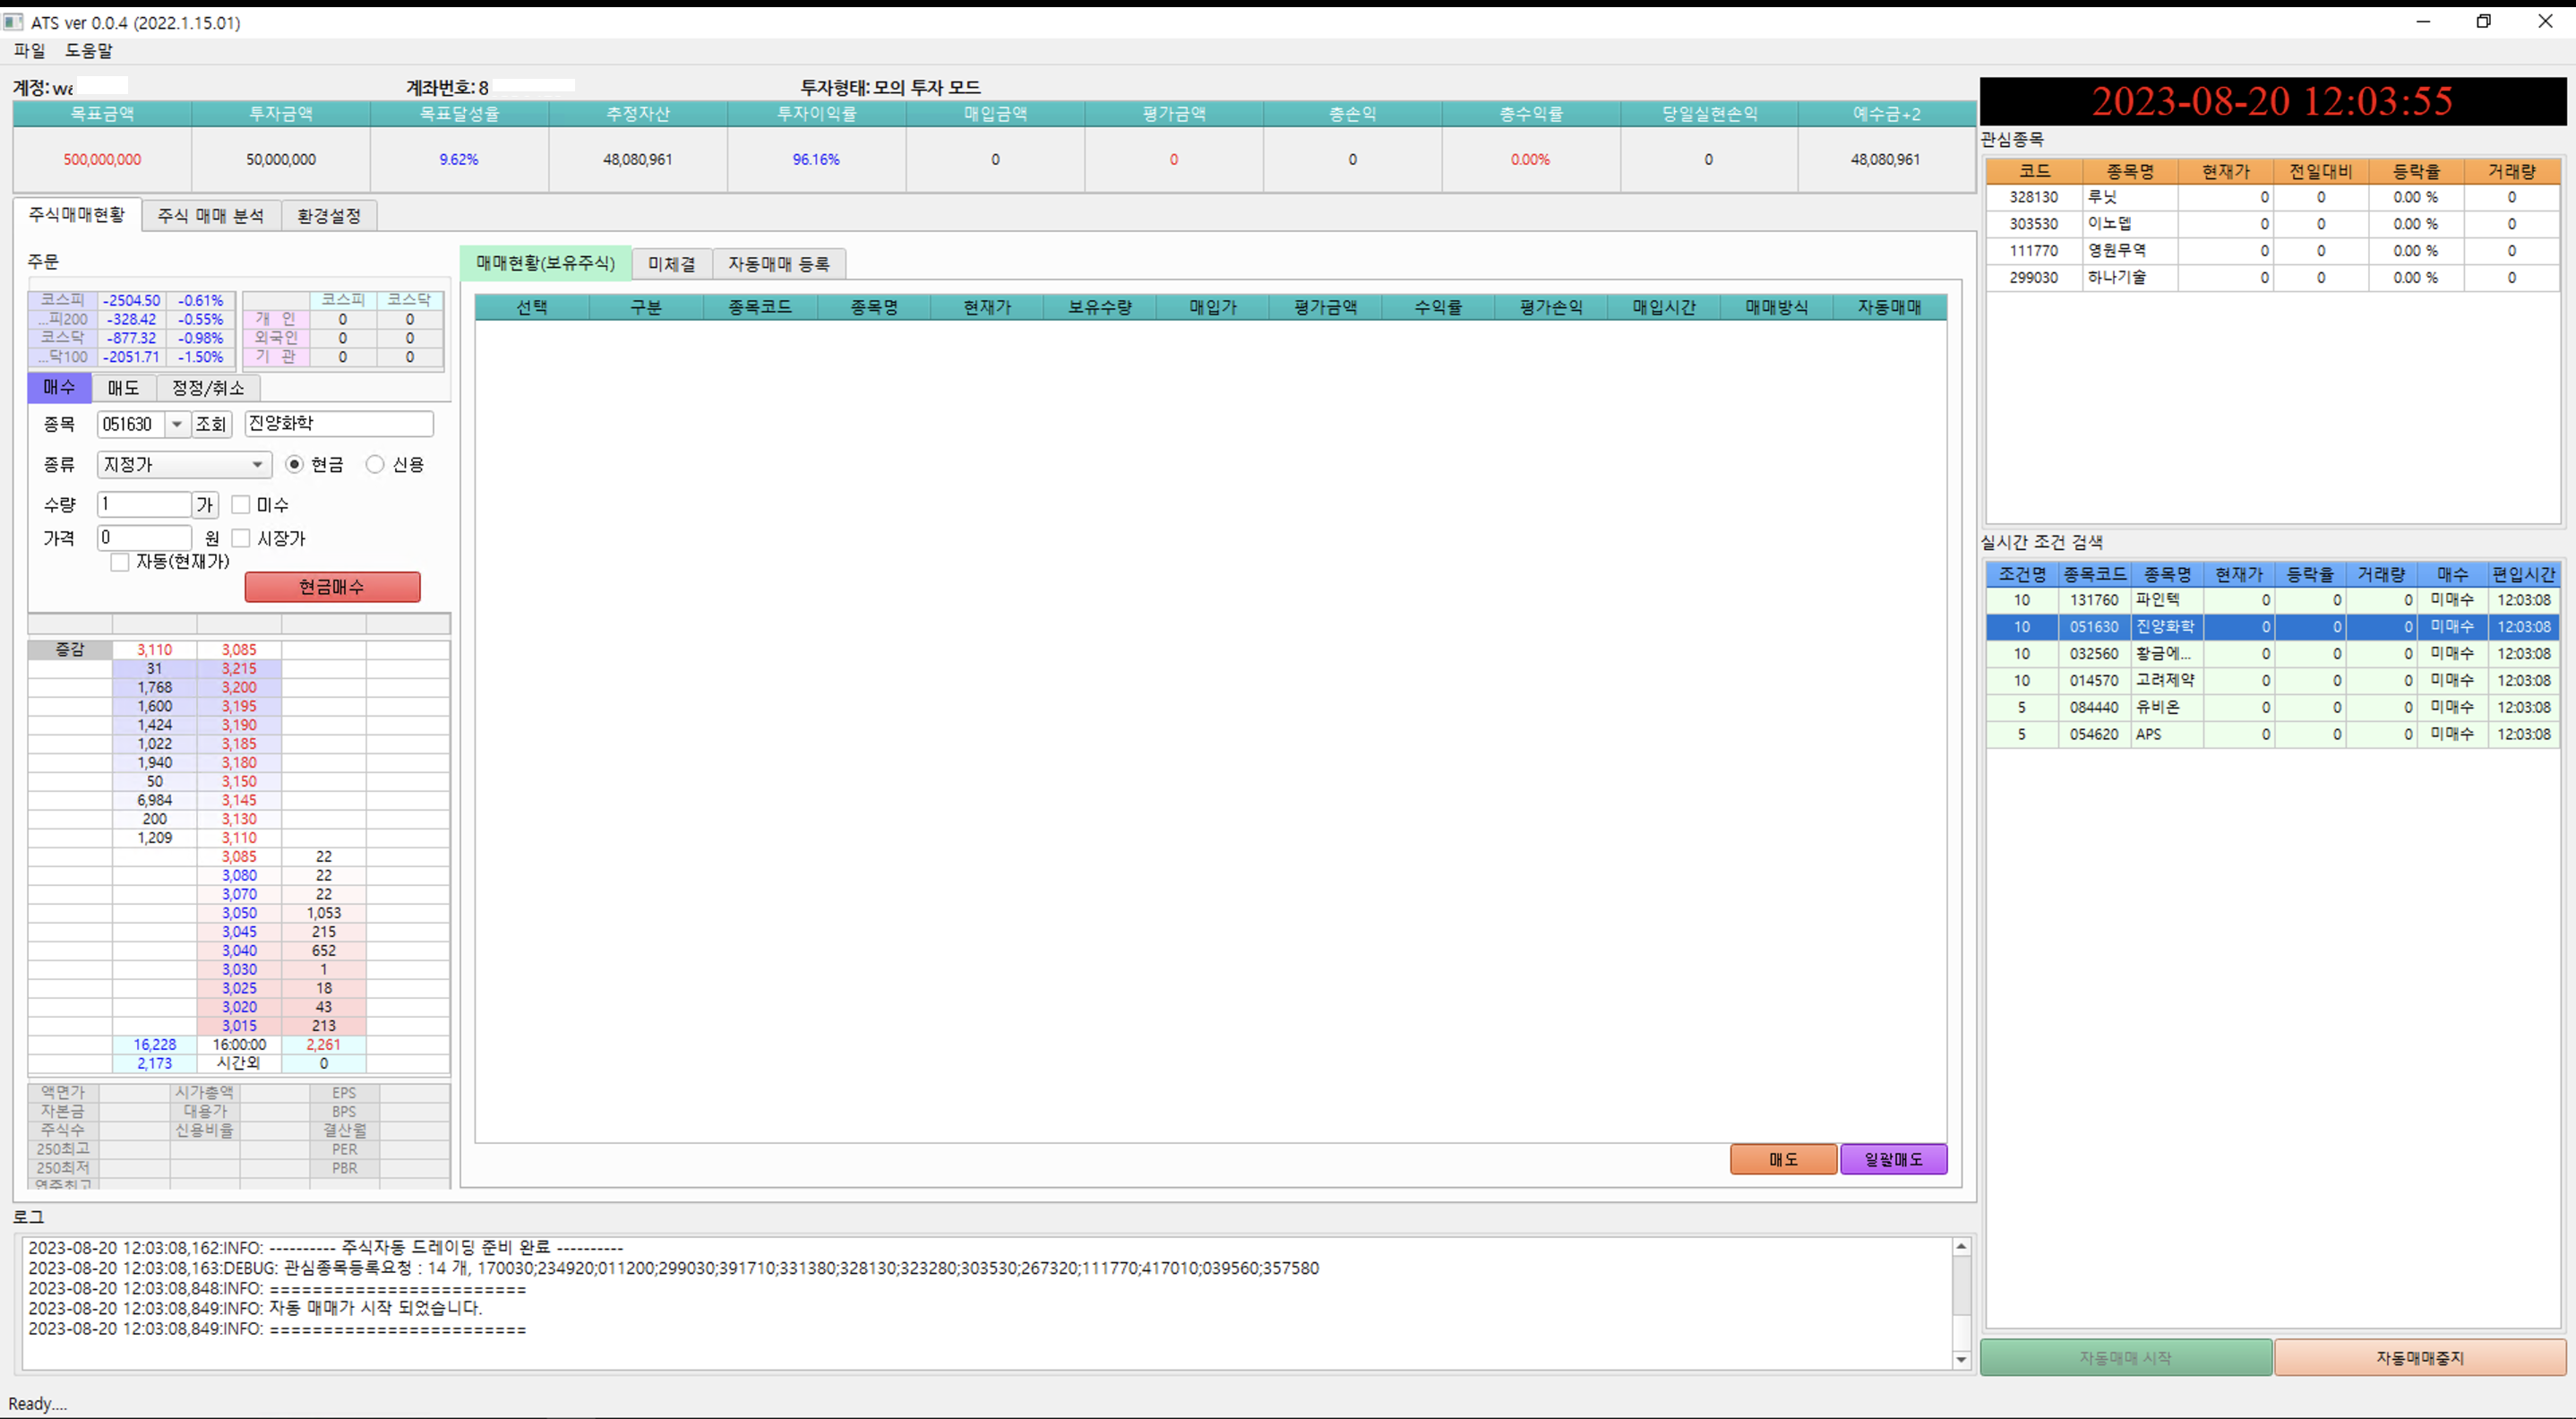 ATS ver 0.0.4 (2022.1.15.01)
파일 도움말
계정: 계좌번호: 8 투자형태: 모의 투자 모드
목표금액 투자금액 목표달성율 추정자산 투자이익률 매입금액 평가금액 총손익 총수익률 당일실현손익 예수금+2
500,000,000 50,000,000 9.62% 48,080,961 96.16% 0 0 0 0.00% 0 48,080,961
주식매매현황 주식 매매 분석 환경설정
주문
코스피 -2504.50 -0.61%
...피200 -328.42 -0.55%
코스닥 -877.32 -0.98%
...닥100 -2051.71 -1.50%
코스피 코스닥
개 인 0 0
외국인 0 0
기 관 0 0
매수 매도 정정/취소
종목 051630 조회 진양화학
종류 지정가 현금 신용
수량 1 가 미수
가격 0 원 시장가
자동(현재가)
현금매수
증감 3,110 3,085
31 3,215
1,768 3,200
1,600 3,195
1,424 3,190
1,022 3,185
1,940 3,180
50 3,150
6,984 3,145
200 3,130
1,209 3,110
3,085 22
3,080 22
3,070 22
3,050 1,053
3,045 215
3,040 652
3,030 1
3,025 18
3,020 43
3,015 213
16,228 16:00:00 2,261
2,173 시간외 0
액면가 시가총액 EPS
자본금 대용가 BPS
주식수 신용비율 결산월
250최고 PER
250최저 PBR
연중최고
매매현황(보유주식) 미체결 자동매매 등록
선택 구분 종목코드 종목명 현재가 보유수량 매입가 평가금액 수익률 평가손익 매입시간 매매방식 자동매매
매도 일괄매도
로그
2023-08-20 12:03:08,162:INFO: ---------- 주식자동 드레이딩 준비 완료 ----------
2023-08-20 12:03:08,163:DEBUG: 관심종목등록요청 : 14 개, 170030;234920;011200;299030;391710;331380;328130;323280;303530;267320;111770;417010;039560;357580
2023-08-20 12:03:08,848:INFO: ========================
2023-08-20 12:03:08,849:INFO: 자동 매매가 시작 되었습니다.
2023-08-20 12:03:08,849:INFO: ========================
Ready....
2023-08-20 12:03:55
관심종목
코드 종목명 현재가 전일대비 등락율 거래량
328130 루닛 0 0 0.00 % 0
303530 이노뎁 0 0 0.00 % 0
111770 영원무역 0 0 0.00 % 0
299030 하나기술 0 0 0.00 % 0
실시간 조건 검색
조건명 종목코드 종목명 현재가 등락율 거래량 매수 편입시간
10 131760 파인텍 0 0 0 미매수 12:03:08
10 051630 진양화학 0 0 0 미매수 12:03:08
10 032560 황금에... 0 0 0 미매수 12:03:08
10 014570 고려제약 0 0 0 미매수 12:03:08
5 084440 유비온 0 0 0 미매수 12:03:08
5 054620 APS 0 0 0 미매수 12:03:08
자동매매 시작 자동매매중지